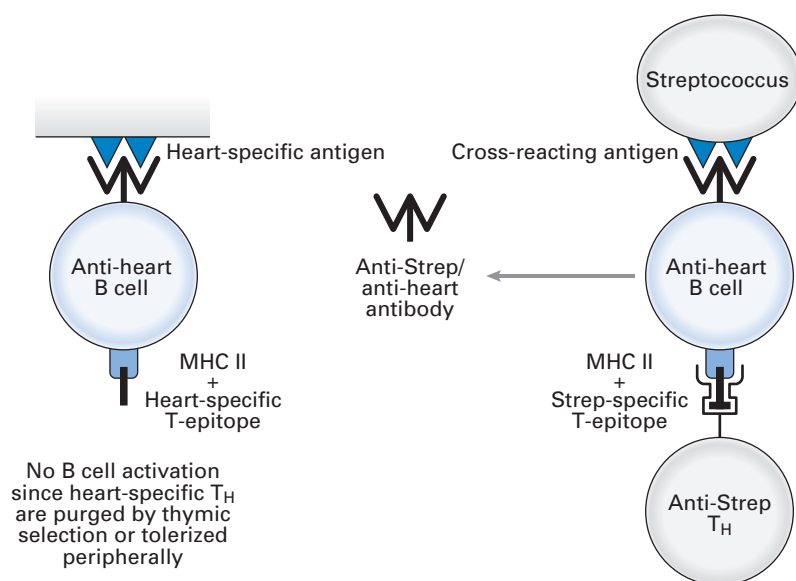 Streptococcus
Heart-specific antigen
Cross-reacting antigen
Anti-heart
B cell
Anti-Strep/
anti-heart
antibody
Anti-heart
B cell
MHC II
+
Heart-specific
T-epitope
MHC II
+
Strep-specific
T-epitope
No B cell activation
since heart-specific TH
are purged by thymic
selection or tolerized
peripherally
Anti-Strep
TH